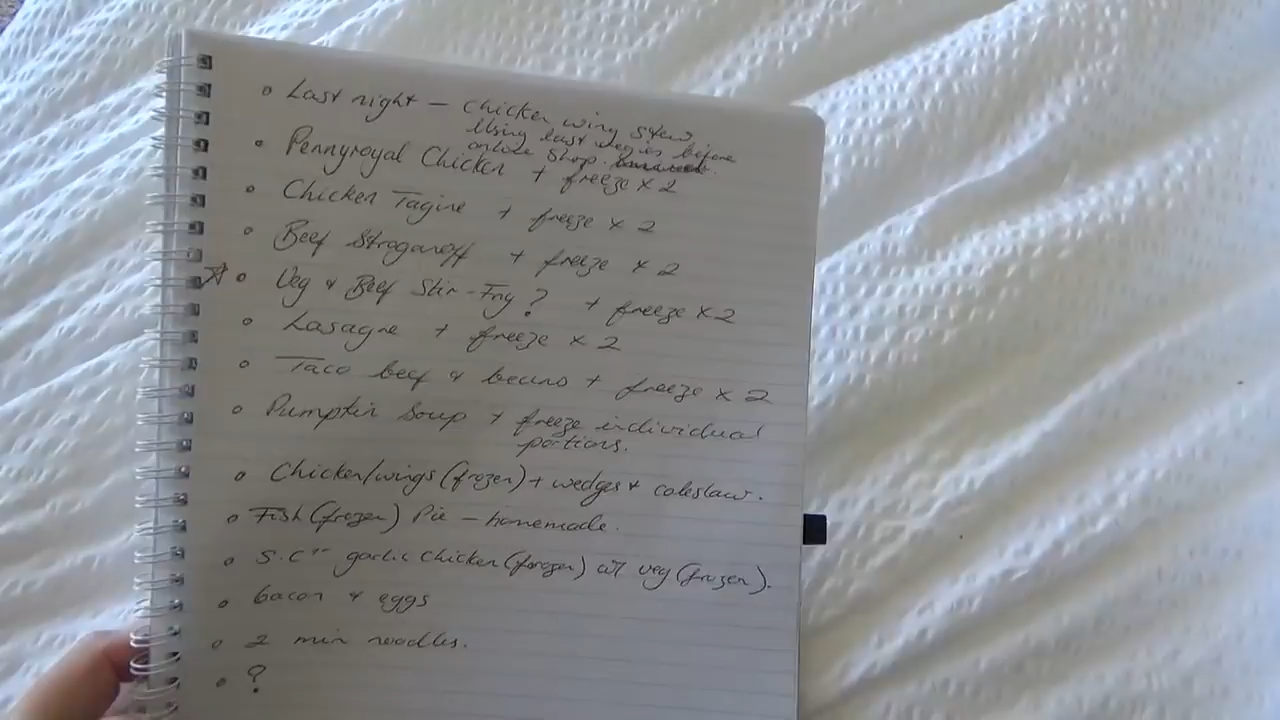 • Last night - chicken wing stew
using last vegies before
online shop.
• Pennyroyal Chicken + freeze x 2
• Chicken Tagine + freeze x 2
• Beef Stroganoff + freeze x 2
☆ • Veg & Beef Stir-Fry? + freeze x 2
• Lasagne + freeze x 2
• Taco beef & beans + freeze x 2
• Pumpkin Soup + freeze individual
portions.
• Chicken/wings (frozen) + wedges & coleslaw.
• Fish (frozen) Pie - homemade.
• S.C garlic chicken (frozen) w veg (frozen).
• bacon & eggs
• 2 min noodles.
• ?